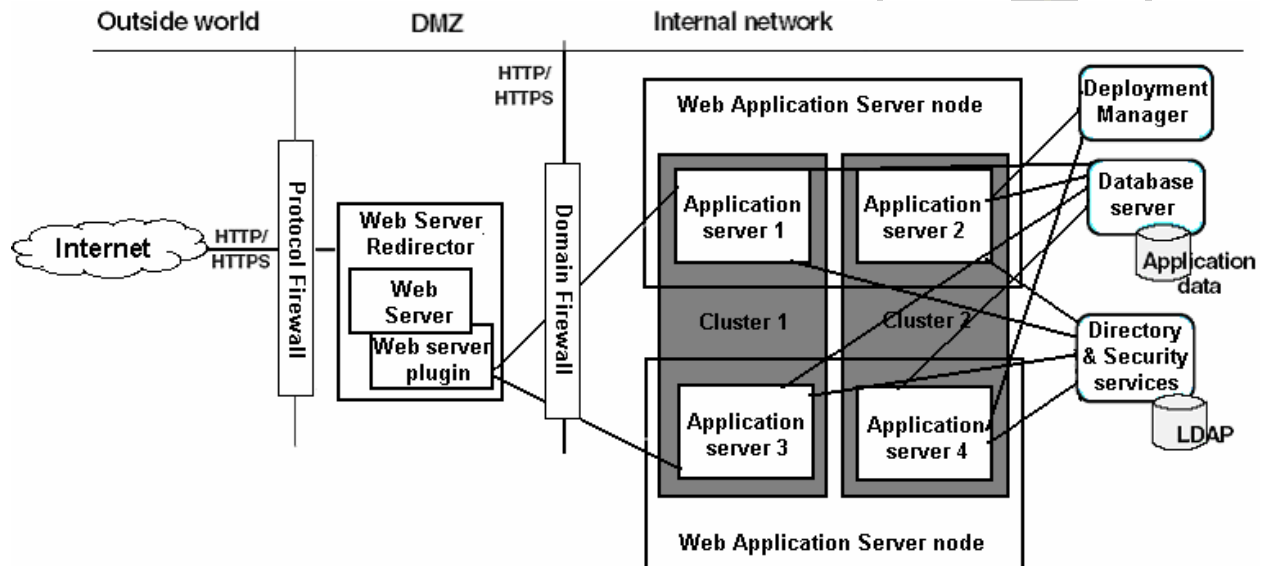 Outside world
DMZ
Internal network
HTTP/
HTTPS
Web Application Server node
Deployment
Manager
Protocol Firewall
Domain Firewall
Application
server 1
Application
server 2
Database
server
Application
data
Internet
HTTP/
HTTPS
Web Server
Redirector
Web
Server
Web server
plugin
Cluster 1
Cluster 2
Directory
& Security
services
LDAP
Application
server 3
Application
server 4
Web Application Server node